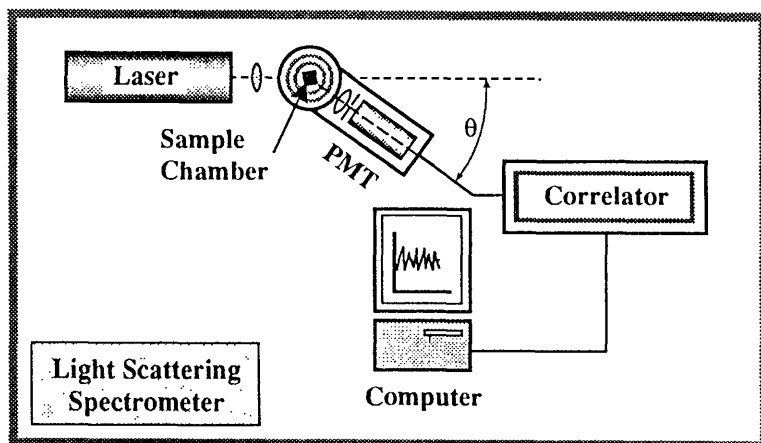 Laser
Sample
Chamber
PMT
θ
Correlator
Computer
Light Scattering
Spectrometer